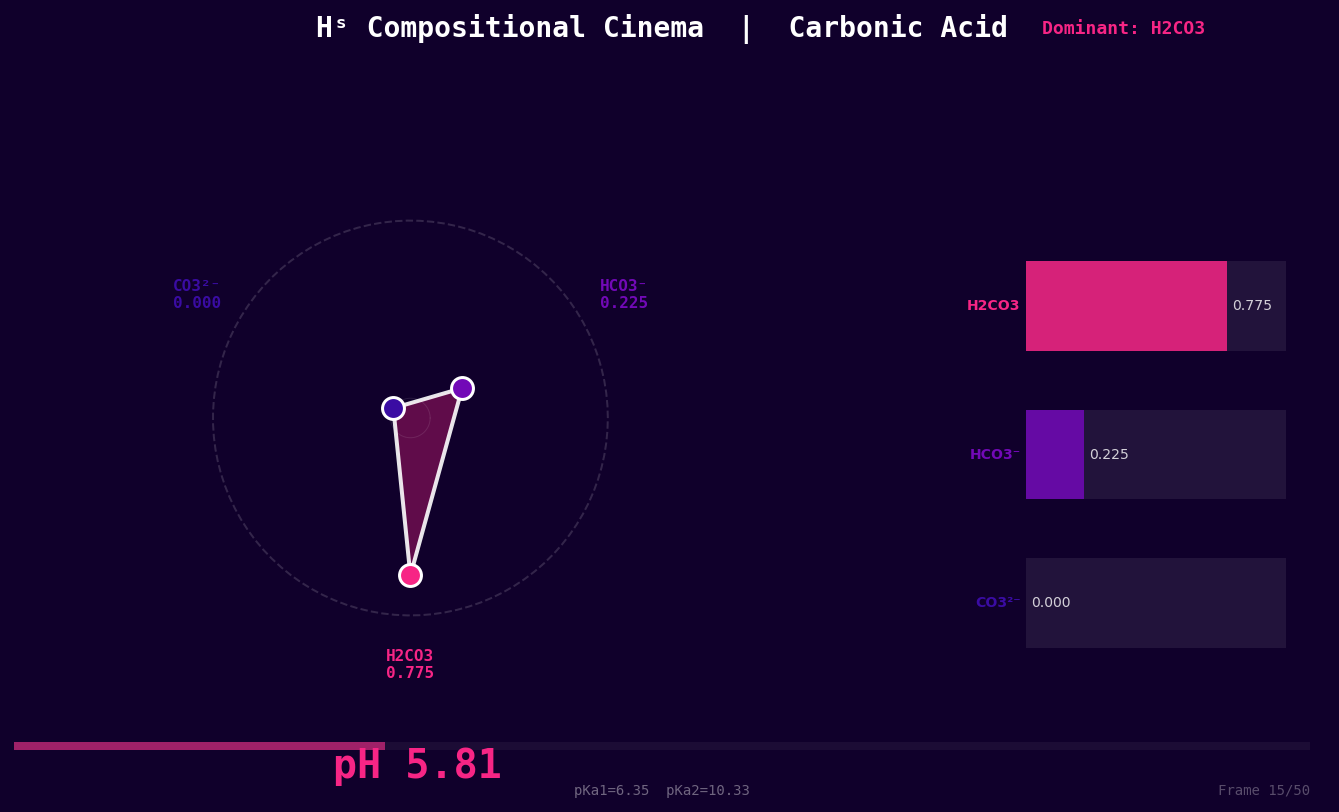 Hˢ Compositional Cinema | Carbonic Acid
Dominant: H2CO3
CO3²⁻
0.000
HCO3⁻
0.225
H2CO3
0.775
H2CO3
0.775
HCO3⁻
0.225
CO3²⁻
0.000
pH 5.81
pKa1=6.35 pKa2=10.33
Frame 15/50